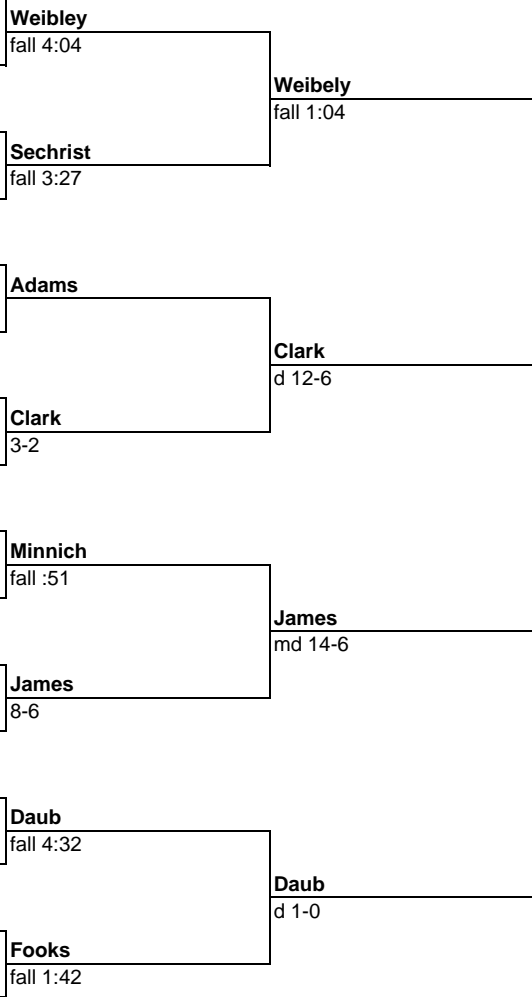 Weibley
fall 4:04
Weibely
fall 1:04
Sechrist
fall 3:27
Adams
Clark
d 12-6
Clark
3-2
Minnich
fall :51
James
md 14-6
James
8-6
Daub
fall 4:32
Daub
d 1-0
Fooks
fall 1:42